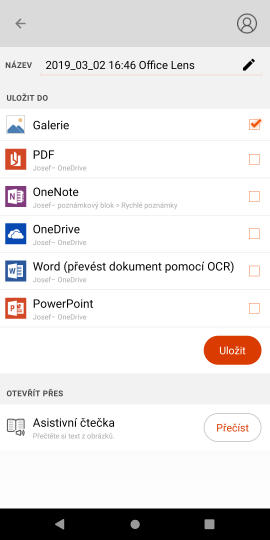 NÁZEV 2019_03_02 16:46 Office Lens
ULOŽIT DO
Galerie
PDF
Josef – OneDrive
OneNote
Josef – poznámkový blok > Rychlé poznámky
OneDrive
Josef – OneDrive
Word (převést dokument pomocí OCR)
Josef – OneDrive
PowerPoint
Josef – OneDrive
Uložit
OTEVŘÍT PŘES
Asistivní čtečka
Přečtěte si text z obrázků.
Přečíst